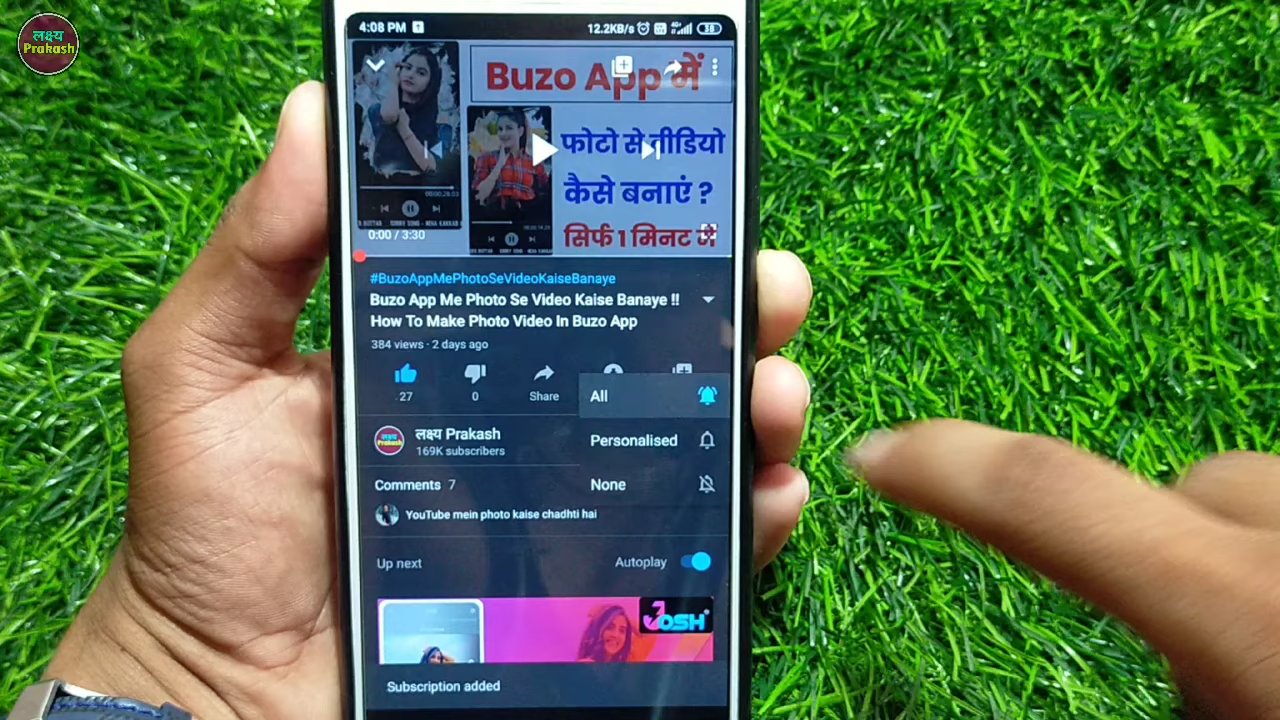 लक्ष्य
Prakash
4:08 PM
12.2KB/s
4G+
38
Buzo App में
फोटो से वीडियो
कैसे बनाएं ?
सिर्फ 1 मिनट में
0:00 / 3:30
#BuzoAppMePhotoSeVideoKaiseBanaye
Buzo App Me Photo Se Video Kaise Banaye !!
How To Make Photo Video In Buzo App
384 views · 2 days ago
27
0
Share
All
लक्ष्य Prakash
169K subscribers
Personalised
Comments 7
None
YouTube mein photo kaise chadhti hai
Up next
Autoplay
JOSH
Subscription added